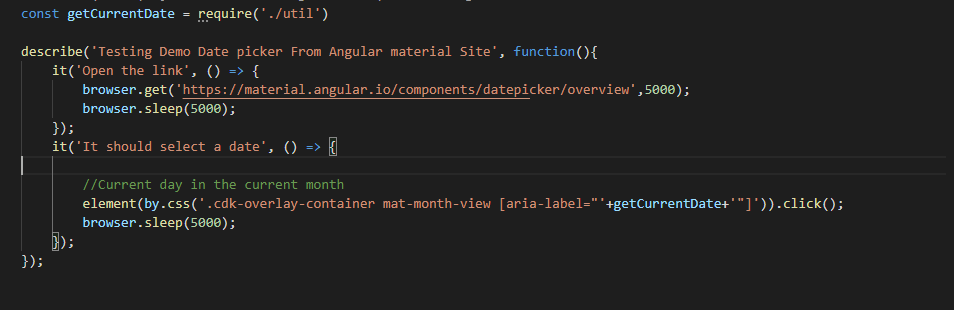 const getCurrentDate = require('./util')
describe('Testing Demo Date picker From Angular material Site', function(){
it('Open the link', () => {
browser.get('https://material.angular.io/components/datepicker/overview',5000);
browser.sleep(5000);
});
it('It should select a date', () => {
//Current day in the current month
element(by.css('.cdk-overlay-container mat-month-view [aria-label="'+getCurrentDate+'"]')).click();
browser.sleep(5000);
});
});